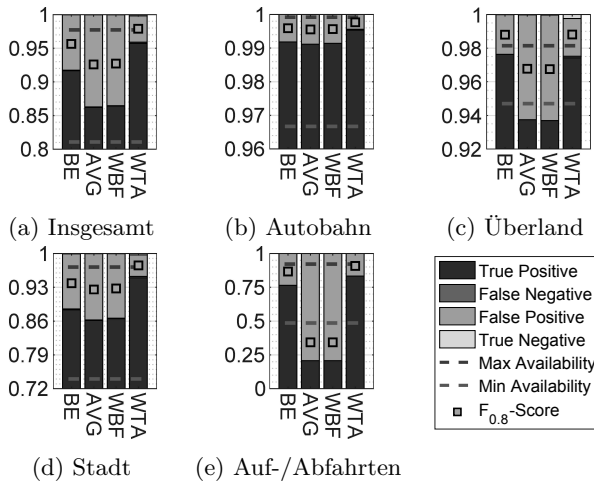 1
0.95
0.9
0.85
0.8
BE
AVG
WBF
WTA
(a) Insgesamt
1
0.99
0.98
0.97
0.96
BE
AVG
WBF
WTA
(b) Autobahn
1
0.98
0.96
0.94
0.92
BE
AVG
WBF
WTA
(c) Überland
1
0.93
0.86
0.79
0.72
BE
AVG
WBF
WTA
(d) Stadt
1
0.75
0.5
0.25
0
BE
AVG
WBF
WTA
(e) Auf-/Abfahrten
True Positive
False Negative
False Positive
True Negative
Max Availability
Min Availability
F0.8-Score